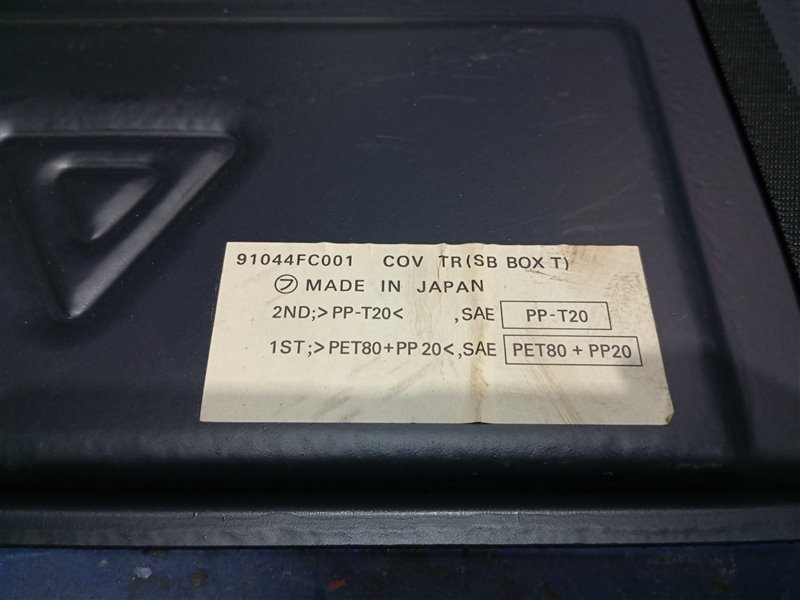 91044FC001 COV TR(SB BOX T)
フ MADE IN JAPAN
2ND;>PP-T20< ,SAE PP-T20
1ST;>PET80+PP20<,SAE PET80 + PP20